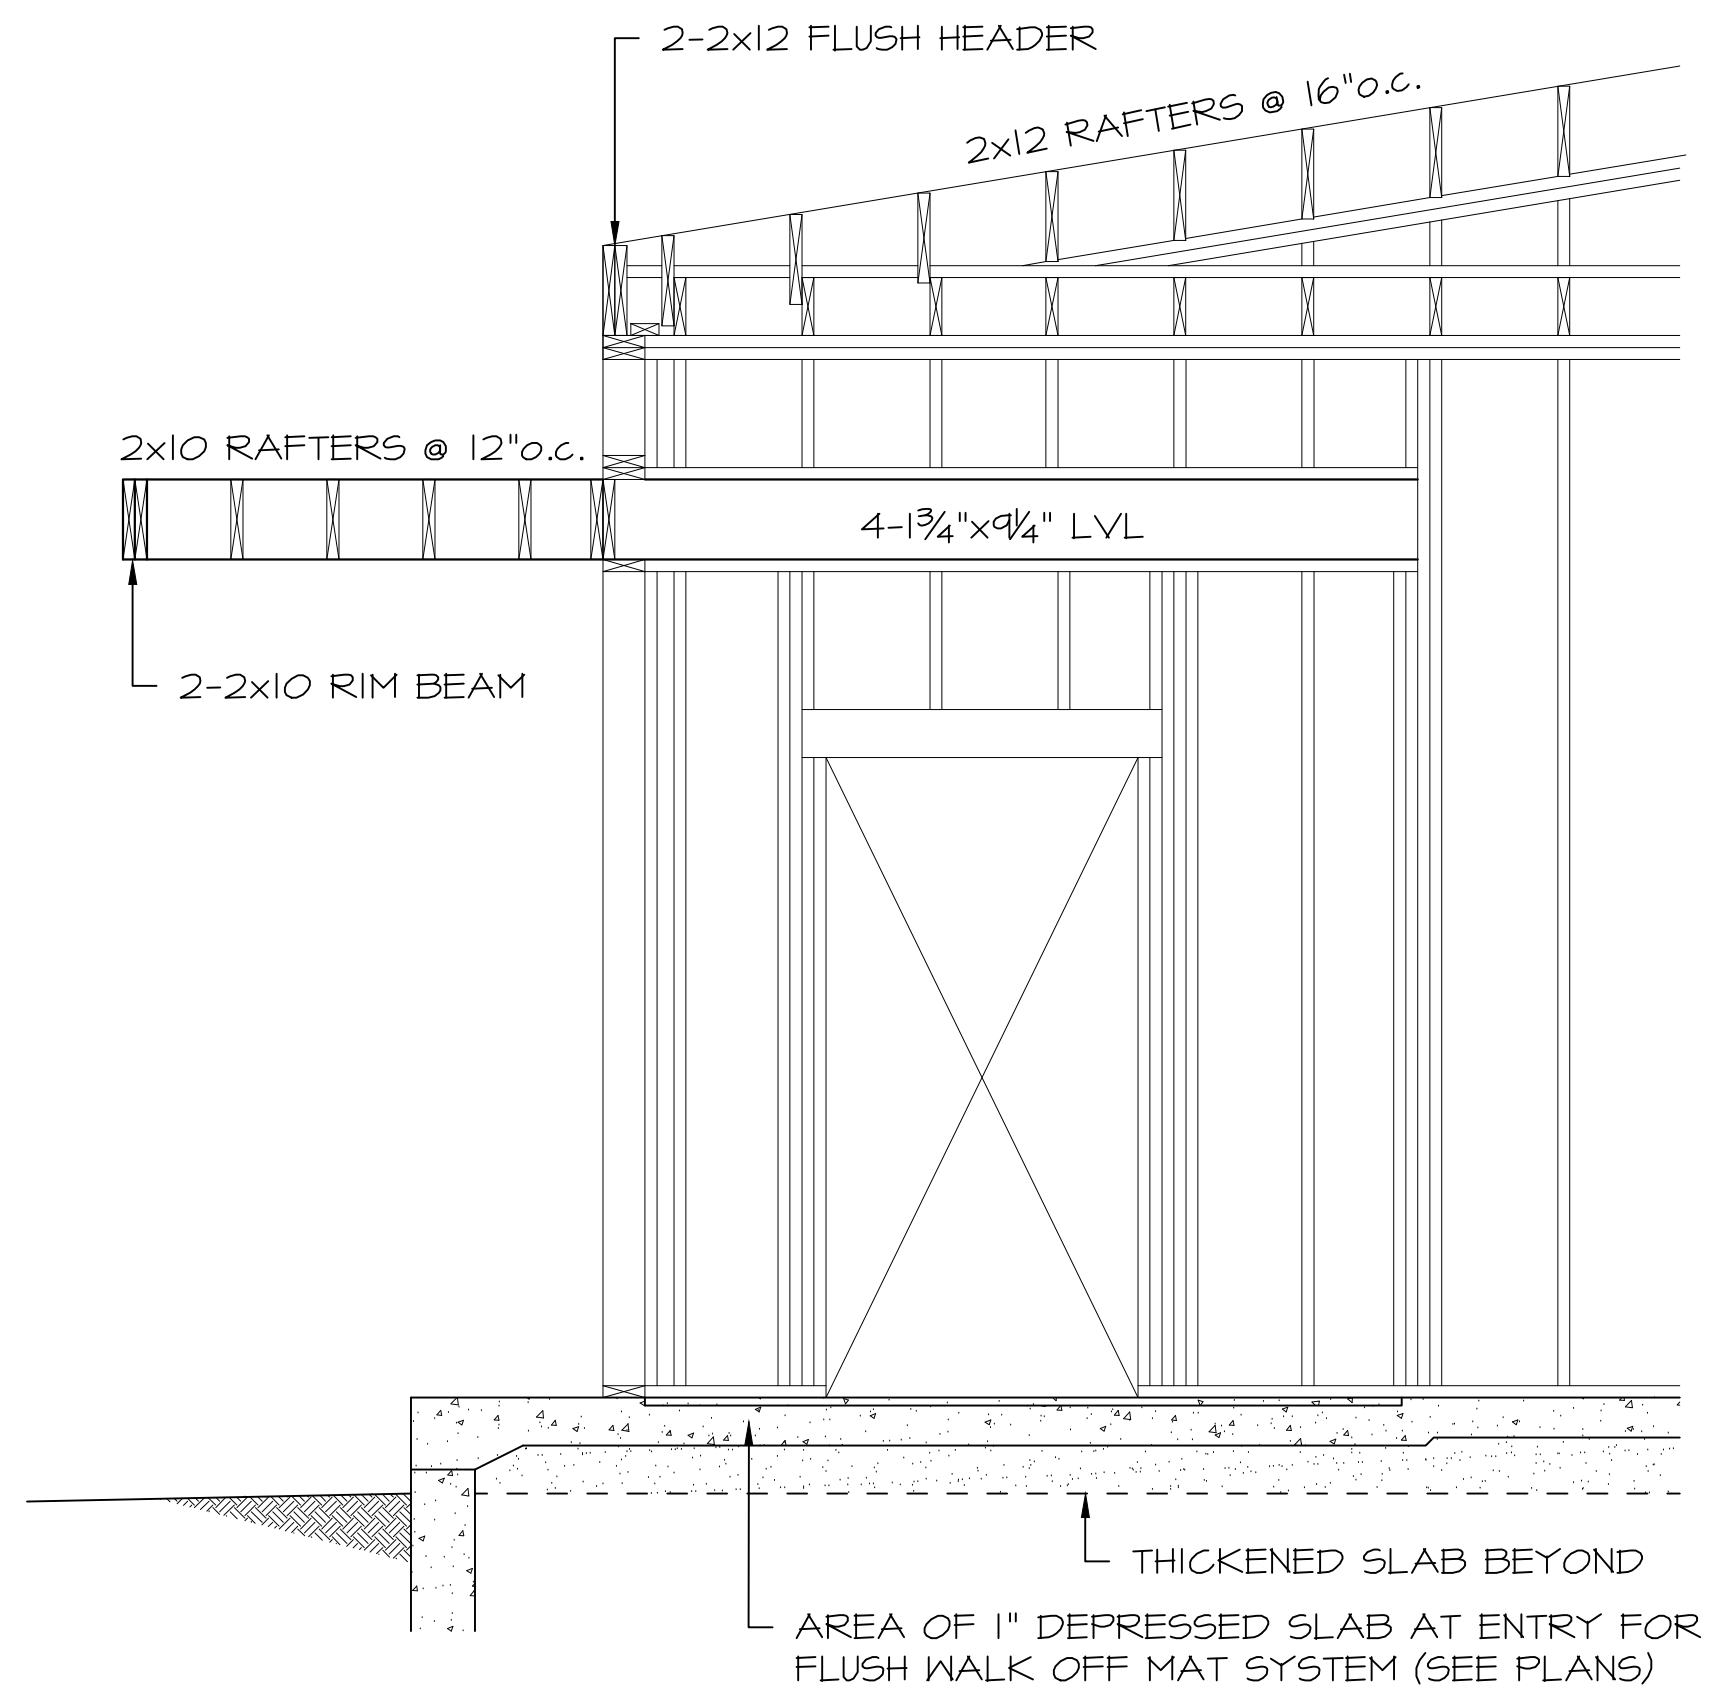 2-2x12 FLUSH HEADER
2x12 RAFTERS @ 16"o.c.
2x10 RAFTERS @ 12"o.c.
4-1¾"x9¼" LVL
2-2x10 RIM BEAM
THICKENED SLAB BEYOND
AREA OF 1" DEPRESSED SLAB AT ENTRY FOR
FLUSH WALK OFF MAT SYSTEM (SEE PLANS)